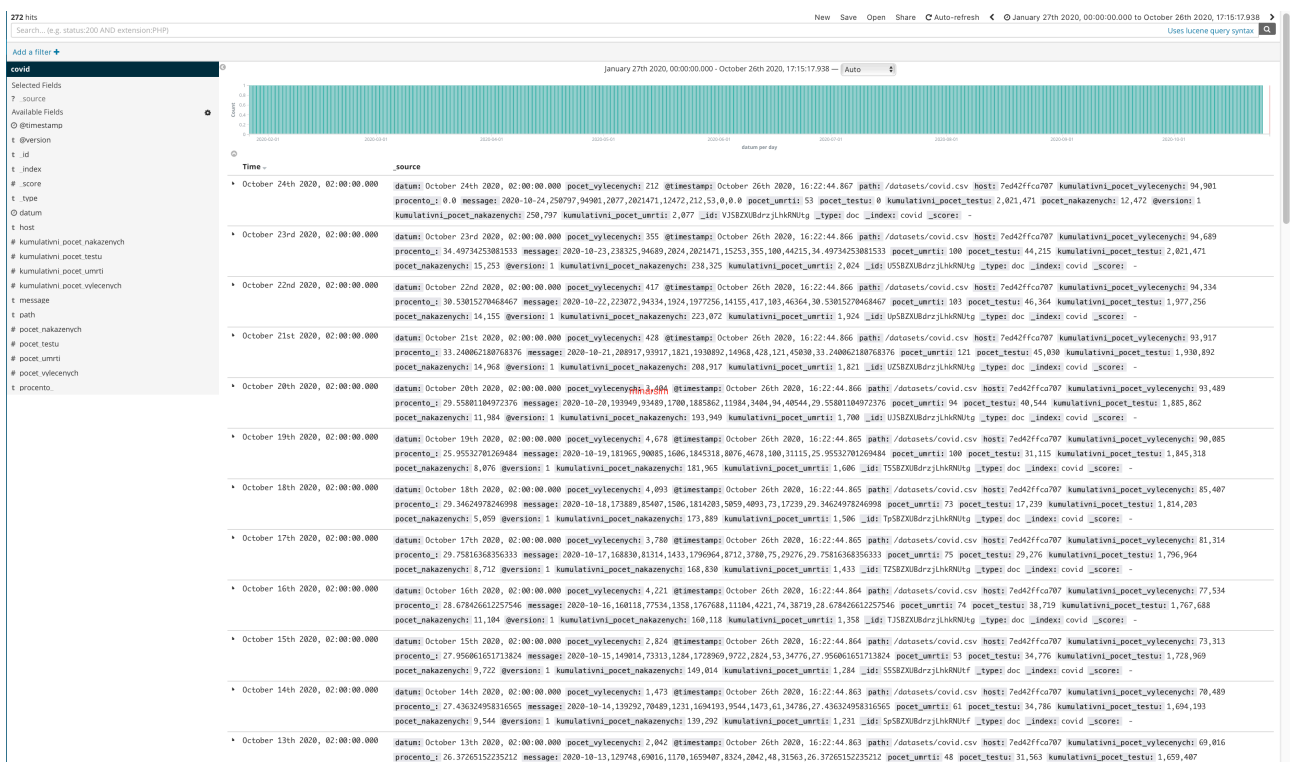 272 hits
New Save Open Share Auto-refresh January 27th 2020, 00:00:00.000 to October 26th 2020, 17:15:17.938
Search... (e.g. status:200 AND extension:PHP)
Uses lucene query syntax
Add a filter +
covid
January 27th 2020, 00:00:00.000 - October 26th 2020, 17:15:17.938 — Auto
Selected Fields
? _source
Available Fields
@timestamp
t @version
t _id
t _index
# _score
t _type
datum
t host
# kumulativni_pocet_nakazenych
# kumulativni_pocet_testu
# kumulativni_pocet_umrti
# kumulativni_pocet_vylecenych
t message
t path
# pocet_nakazenych
# pocet_testu
# pocet_umrti
# pocet_vylecenych
t procento_
Count
1
0.8
0.6
0.4
0.2
0
2020-02-01 2020-03-01 2020-04-01 2020-05-01 2020-06-01 2020-07-01 2020-08-01 2020-09-01 2020-10-01
datum per day
Time _source
October 24th 2020, 02:00:00.000 datum: October 24th 2020, 02:00:00.000 pocet_vylecenych: 212 @timestamp: October 26th 2020, 16:22:44.867 path: /datasets/covid.csv host: 7ed42ffca707 kumulativni_pocet_vylecenych: 94,901
procento_: 0.0 message: 2020-10-24,250797,94901,2077,2021471,12472,212,53,0,0.0 pocet_umrti: 53 pocet_testu: 0 kumulativni_pocet_testu: 2,021,471 pocet_nakazenych: 12,472 @version: 1
kumulativni_pocet_nakazenych: 250,797 kumulativni_pocet_umrti: 2,077 _id: VJSBZXUBdrzjLhkRNUtg _type: doc _index: covid _score: -
October 23rd 2020, 02:00:00.000 datum: October 23rd 2020, 02:00:00.000 pocet_vylecenych: 355 @timestamp: October 26th 2020, 16:22:44.866 path: /datasets/covid.csv host: 7ed42ffca707 kumulativni_pocet_vylecenych: 94,689
procento_: 34.49734253081533 message: 2020-10-23,238325,94689,2024,2021471,15253,355,100,44215,34.49734253081533 pocet_umrti: 100 pocet_testu: 44,215 kumulativni_pocet_testu: 2,021,471
pocet_nakazenych: 15,253 @version: 1 kumulativni_pocet_nakazenych: 238,325 kumulativni_pocet_umrti: 2,024 _id: U5SBZXUBdrzjLhkRNUtg _type: doc _index: covid _score: -
October 22nd 2020, 02:00:00.000 datum: October 22nd 2020, 02:00:00.000 pocet_vylecenych: 417 @timestamp: October 26th 2020, 16:22:44.866 path: /datasets/covid.csv host: 7ed42ffca707 kumulativni_pocet_vylecenych: 94,334
procento_: 30.53015270468467 message: 2020-10-22,223072,94334,1924,1977256,14155,417,103,46364,30.53015270468467 pocet_umrti: 103 pocet_testu: 46,364 kumulativni_pocet_testu: 1,977,256
pocet_nakazenych: 14,155 @version: 1 kumulativni_pocet_nakazenych: 223,072 kumulativni_pocet_umrti: 1,924 _id: UpSBZXUBdrzjLhkRNUtg _type: doc _index: covid _score: -
October 21st 2020, 02:00:00.000 datum: October 21st 2020, 02:00:00.000 pocet_vylecenych: 428 @timestamp: October 26th 2020, 16:22:44.866 path: /datasets/covid.csv host: 7ed42ffca707 kumulativni_pocet_vylecenych: 93,917
procento_: 33.240062180768376 message: 2020-10-21,208917,93917,1821,1930892,14968,428,121,45030,33.240062180768376 pocet_umrti: 121 pocet_testu: 45,030 kumulativni_pocet_testu: 1,930,892
pocet_nakazenych: 14,968 @version: 1 kumulativni_pocet_nakazenych: 208,917 kumulativni_pocet_umrti: 1,821 _id: UZSBZXUBdrzjLhkRNUtg _type: doc _index: covid _score: -
October 20th 2020, 02:00:00.000 datum: October 20th 2020, 02:00:00.000 pocet_vylecenych: 3,404 @timestamp: October 26th 2020, 16:22:44.866 path: /datasets/covid.csv host: 7ed42ffca707 kumulativni_pocet_vylecenych: 93,489
procento_: 29.55801104972376 message: 2020-10-20,193949,93489,1700,1885862,11984,3404,94,40544,29.55801104972376 pocet_umrti: 94 pocet_testu: 40,544 kumulativni_pocet_testu: 1,885,862
pocet_nakazenych: 11,984 @version: 1 kumulativni_pocet_nakazenych: 193,949 kumulativni_pocet_umrti: 1,700 _id: UJSBZXUBdrzjLhkRNUtg _type: doc _index: covid _score: -
October 19th 2020, 02:00:00.000 datum: October 19th 2020, 02:00:00.000 pocet_vylecenych: 4,678 @timestamp: October 26th 2020, 16:22:44.865 path: /datasets/covid.csv host: 7ed42ffca707 kumulativni_pocet_vylecenych: 90,085
procento_: 25.95532701269484 message: 2020-10-19,181965,90085,1606,1845318,8076,4678,100,31115,25.95532701269484 pocet_umrti: 100 pocet_testu: 31,115 kumulativni_pocet_testu: 1,845,318
pocet_nakazenych: 8,076 @version: 1 kumulativni_pocet_nakazenych: 181,965 kumulativni_pocet_umrti: 1,606 _id: T5SBZXUBdrzjLhkRNUtg _type: doc _index: covid _score: -
October 18th 2020, 02:00:00.000 datum: October 18th 2020, 02:00:00.000 pocet_vylecenych: 4,093 @timestamp: October 26th 2020, 16:22:44.865 path: /datasets/covid.csv host: 7ed42ffca707 kumulativni_pocet_vylecenych: 85,407
procento_: 29.34624978246998 message: 2020-10-18,173889,85407,1506,1814203,5059,4093,73,17239,29.34624978246998 pocet_umrti: 73 pocet_testu: 17,239 kumulativni_pocet_testu: 1,814,203
pocet_nakazenych: 5,059 @version: 1 kumulativni_pocet_nakazenych: 173,889 kumulativni_pocet_umrti: 1,506 _id: TpSBZXUBdrzjLhkRNUtg _type: doc _index: covid _score: -
October 17th 2020, 02:00:00.000 datum: October 17th 2020, 02:00:00.000 pocet_vylecenych: 3,780 @timestamp: October 26th 2020, 16:22:44.865 path: /datasets/covid.csv host: 7ed42ffca707 kumulativni_pocet_vylecenych: 81,314
procento_: 29.75816368356333 message: 2020-10-17,168830,81314,1433,1796964,8712,3780,75,29276,29.75816368356333 pocet_umrti: 75 pocet_testu: 29,276 kumulativni_pocet_testu: 1,796,964
pocet_nakazenych: 8,712 @version: 1 kumulativni_pocet_nakazenych: 168,830 kumulativni_pocet_umrti: 1,433 _id: TZSBZXUBdrzjLhkRNUtg _type: doc _index: covid _score: -
October 16th 2020, 02:00:00.000 datum: October 16th 2020, 02:00:00.000 pocet_vylecenych: 4,221 @timestamp: October 26th 2020, 16:22:44.864 path: /datasets/covid.csv host: 7ed42ffca707 kumulativni_pocet_vylecenych: 77,534
procento_: 28.678426612257546 message: 2020-10-16,160118,77534,1358,1767688,11104,4221,74,38719,28.678426612257546 pocet_umrti: 74 pocet_testu: 38,719 kumulativni_pocet_testu: 1,767,688
pocet_nakazenych: 11,104 @version: 1 kumulativni_pocet_nakazenych: 160,118 kumulativni_pocet_umrti: 1,358 _id: TJSBZXUBdrzjLhkRNUtg _type: doc _index: covid _score: -
October 15th 2020, 02:00:00.000 datum: October 15th 2020, 02:00:00.000 pocet_vylecenych: 2,824 @timestamp: October 26th 2020, 16:22:44.864 path: /datasets/covid.csv host: 7ed42ffca707 kumulativni_pocet_vylecenych: 73,313
procento_: 27.956061651713824 message: 2020-10-15,149014,73313,1284,1728969,9722,2824,53,34776,27.956061651713824 pocet_umrti: 53 pocet_testu: 34,776 kumulativni_pocet_testu: 1,728,969
pocet_nakazenych: 9,722 @version: 1 kumulativni_pocet_nakazenych: 149,014 kumulativni_pocet_umrti: 1,284 _id: S5SBZXUBdrzjLhkRNUtf _type: doc _index: covid _score: -
October 14th 2020, 02:00:00.000 datum: October 14th 2020, 02:00:00.000 pocet_vylecenych: 1,473 @timestamp: October 26th 2020, 16:22:44.863 path: /datasets/covid.csv host: 7ed42ffca707 kumulativni_pocet_vylecenych: 70,489
procento_: 27.436324958316565 message: 2020-10-14,139292,70489,1231,1694193,9544,1473,61,34786,27.436324958316565 pocet_umrti: 61 pocet_testu: 34,786 kumulativni_pocet_testu: 1,694,193
pocet_nakazenych: 9,544 @version: 1 kumulativni_pocet_nakazenych: 139,292 kumulativni_pocet_umrti: 1,231 _id: SpSBZXUBdrzjLhkRNUtf _type: doc _index: covid _score: -
October 13th 2020, 02:00:00.000 datum: October 13th 2020, 02:00:00.000 pocet_vylecenych: 2,042 @timestamp: October 26th 2020, 16:22:44.863 path: /datasets/covid.csv host: 7ed42ffca707 kumulativni_pocet_vylecenych: 69,016
procento_: 26.37265152235212 message: 2020-10-13,129748,69016,1170,1659407,8324,2042,48,31563,26.37265152235212 pocet_umrti: 48 pocet_testu: 31,563 kumulativni_pocet_testu: 1,659,407